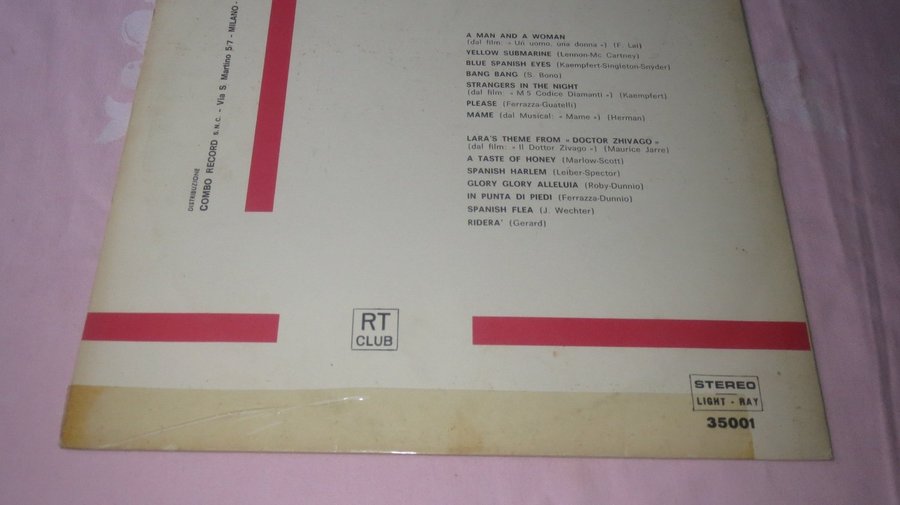 A MAN AND A WOMAN
(dal film: « Un uomo, una donna ») (F. Lai)
YELLOW SUBMARINE (Lennon-Mc Cartney)
BLUE SPANISH EYES (Kaempfert-Singleton-Snyder)
BANG BANG (S. Bono)
STRANGERS IN THE NIGHT
(dal film: « M 5 Codice Diamanti ») (Kaempfert)
PLEASE (Ferrazza-Guatelli)
MAME (dal Musical: « Mame ») (Herman)
LARA'S THEME FROM « DOCTOR ZHIVAGO »
(dal film: « Il Dottor Zivago ») (Maurice Jarre)
A TASTE OF HONEY (Marlow-Scott)
SPANISH HARLEM (Leiber-Spector)
GLORY GLORY ALLELUIA (Roby-Dunnio)
IN PUNTA DI PIEDI (Ferrazza-Dunnio)
SPANISH FLEA (J. Wechter)
RIDERA' (Gerard)
DISTRIBUZIONE
COMBO RECORD S.N.C. - Via S Martino 5/7 - MILANO -
RT
CLUB
STEREO
LIGHT - RAY
35001